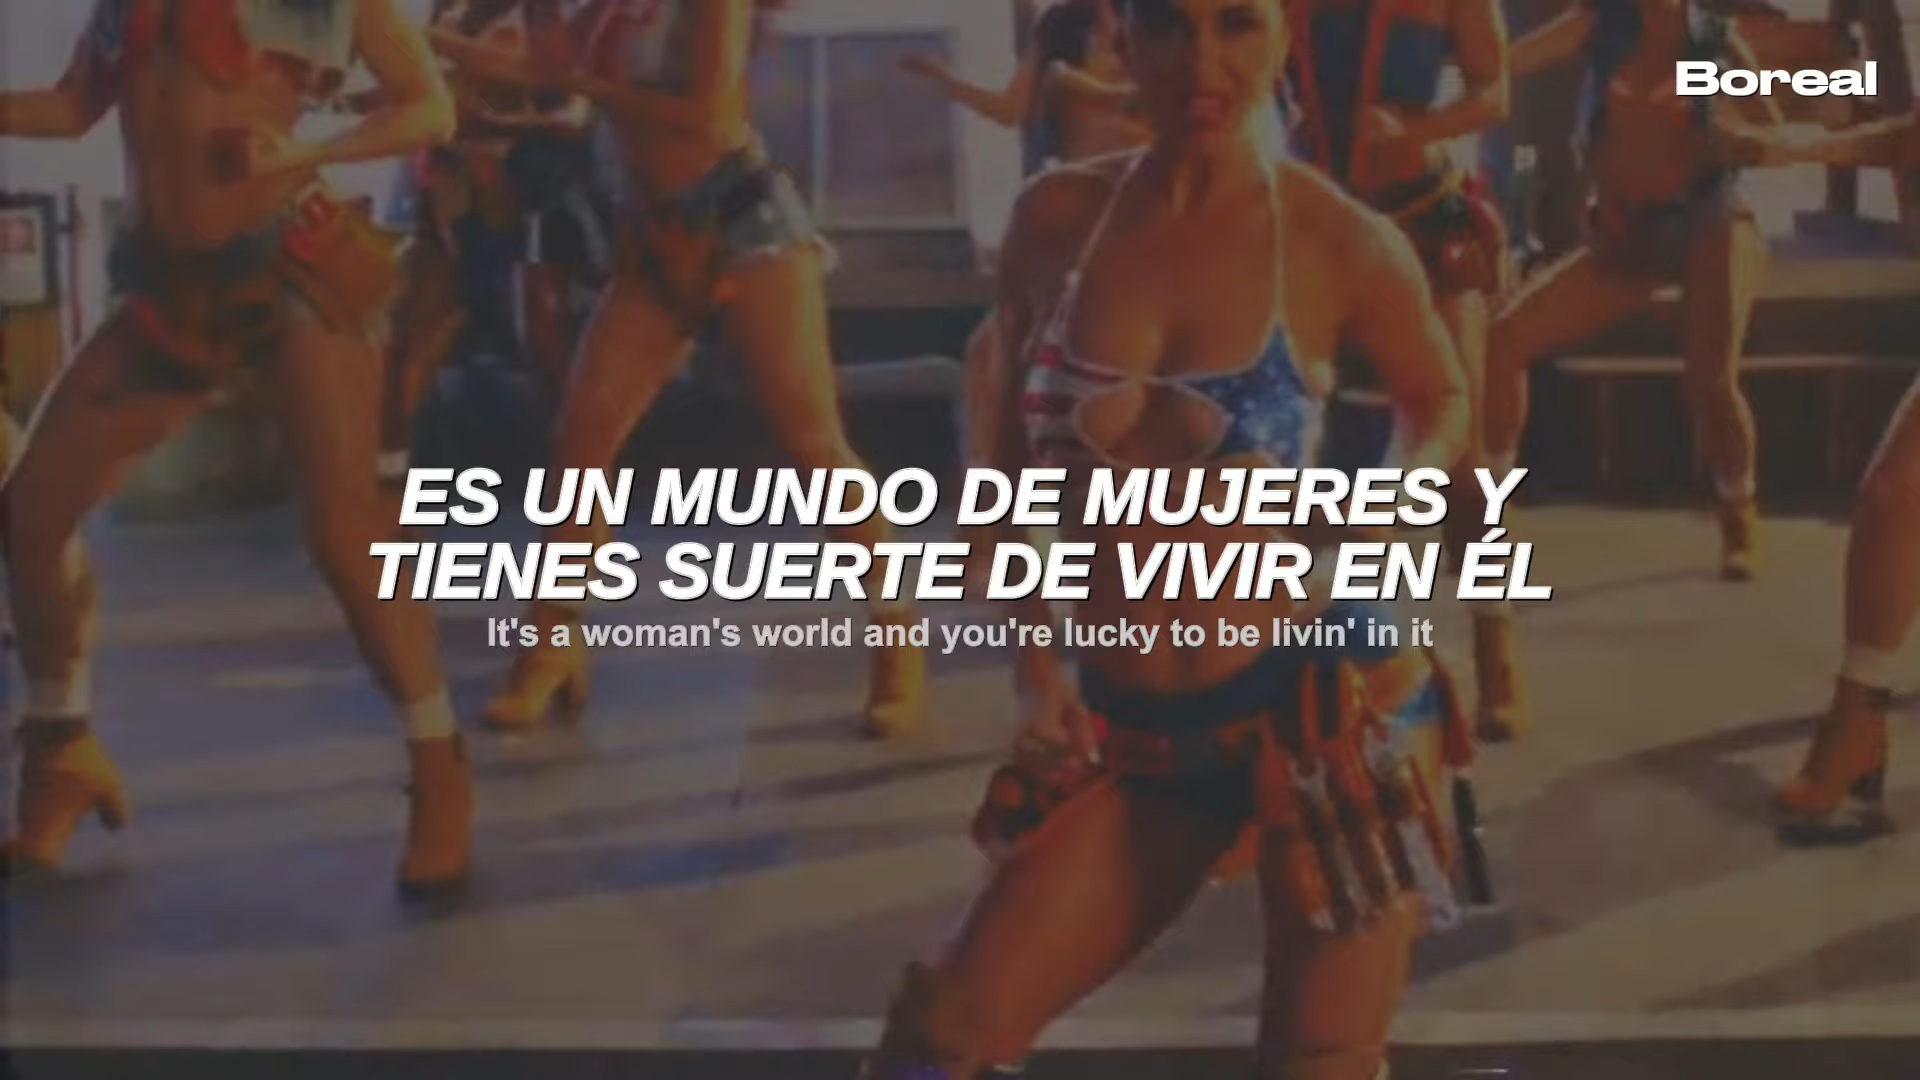 Boreal
ES UN MUNDO DE MUJERES Y
TIENES SUERTE DE VIVIR EN ÉL
It's a woman's world and you're lucky to be livin' in it